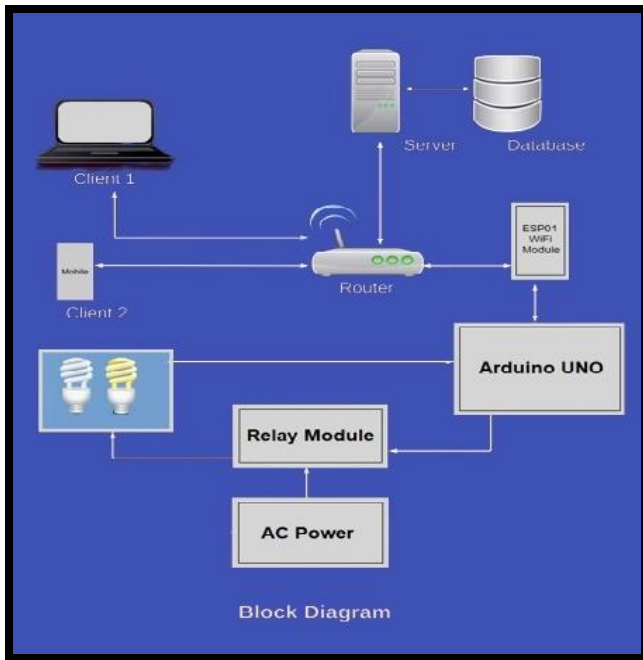 Server
Database
Client 1
ESP01
WiFi
Module
Mobile
Router
Client 2
Arduino UNO
Relay Module
AC Power
Block Diagram